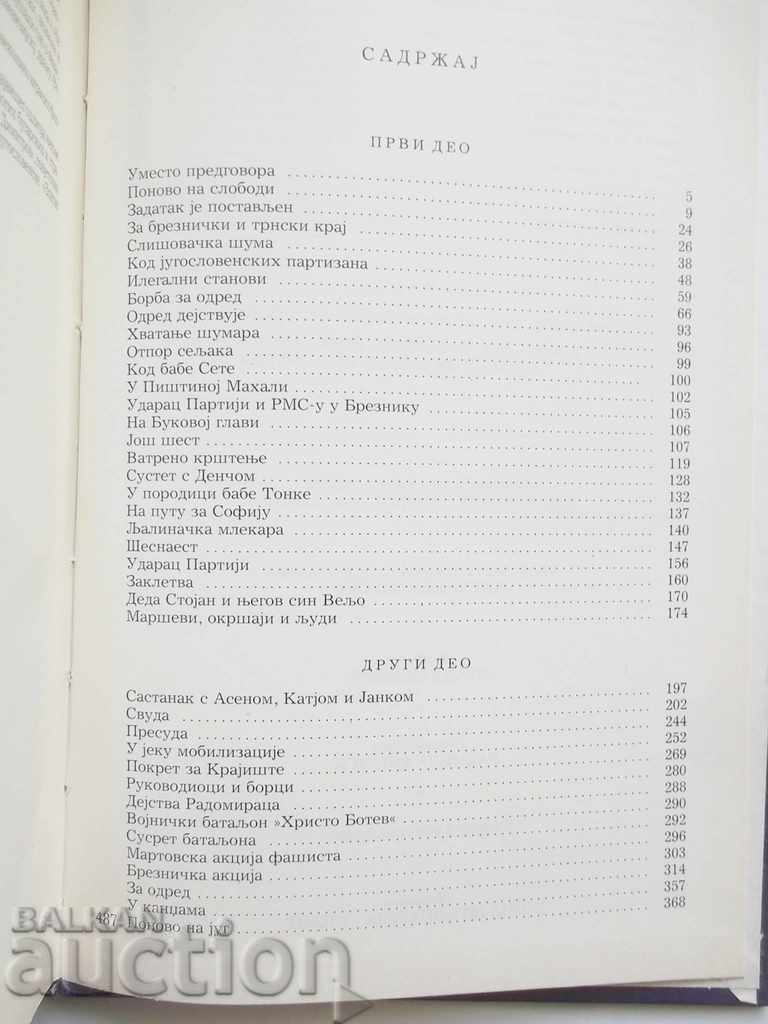 САДРЖАЈ
ПРВИ ДЕО
Уместо предговора 5
Поново на слободи 9
Задатак је постављен 24
За брезнички и трнски крај 26
Слишовачка шума 38
Код југословенских партизана 48
Илегални станови 59
Борба за одред 66
Одред дејствује 93
Хватање шумара 96
Отпор сељака 99
Код бабе Сете 100
У Пиштиној Махали 102
Ударац Партији и РМС-у у Брезнику 105
На Буковој глави 106
Још шест 107
Ватрено крштење 119
Сустет с Денчом 128
У породици бабе Тонке 132
На путу за Софију 137
Љалиначка млекара 140
Шеснаест 147
Ударац Партији 156
Заклетва 160
Деда Стојан и његов син Вељо 170
Маршеви, окршаји и људи 174
ДРУГИ ДЕО
Састанак с Асеном, Катјом и Јанком 197
Свуда 202
Пресуда 244
У јеку мобилизације 252
Покрет за Крајиште 269
Руководиоци и борци 280
Дејства Радомираца 288
Војнички батаљон »Христо Ботев« 290
Сусрет батаљона 292
Мартовска акција фашиста 296
Брезничка акција 303
За одред 314
У канџама 357
Поново на југ 368
487
BALKAN
auction